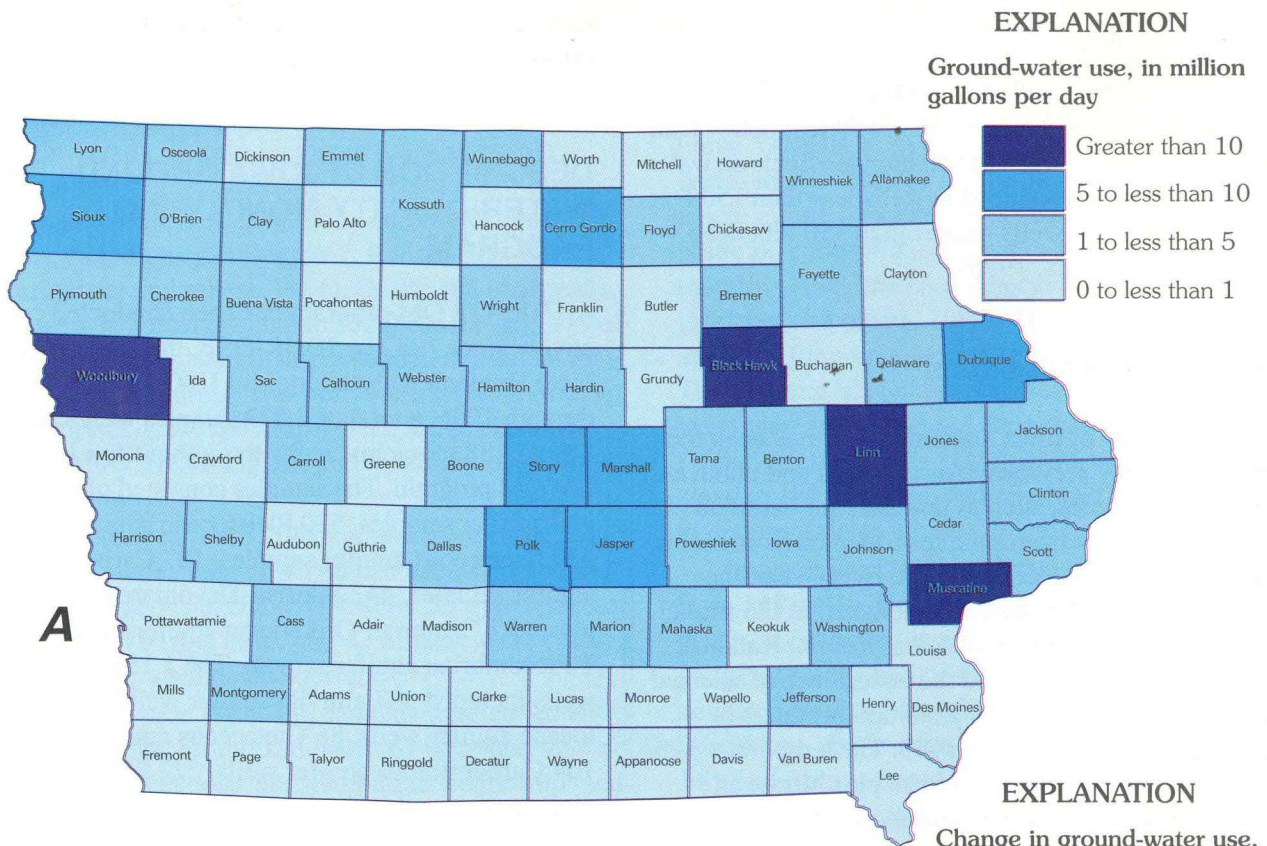 EXPLANATION
Ground-water use, in million
gallons per day
Greater than 10
5 to less than 10
1 to less than 5
0 to less than 1
Lyon Osceola Dickinson Emmet Winnebago Worth Mitchell Howard Winneshiek Allamakee
Sioux O'Brien Clay Palo Alto Kossuth Hancock Cerro Gordo Floyd Chickasaw
Plymouth Cherokee Buena Vista Pocahontas Humboldt Wright Franklin Butler Bremer Fayette Clayton
Woodbury Ida Sac Calhoun Webster Hamilton Hardin Grundy Black Hawk Buchanan Delaware Dubuque
Monona Crawford Carroll Greene Boone Story Marshall Tama Benton Linn Jones Jackson
Clinton
Harrison Shelby Audubon Guthrie Dallas Polk Jasper Poweshiek Iowa Johnson Cedar Scott
Muscatine
A
Pottawattamie Cass Adair Madison Warren Marion Mahaska Keokuk Washington Louisa
Mills Montgomery Adams Union Clarke Lucas Monroe Wapello Jefferson Henry Des Moines
Fremont Page Talyor Ringgold Decatur Wayne Appanoose Davis Van Buren Lee
EXPLANATION
Change in ground-water use,